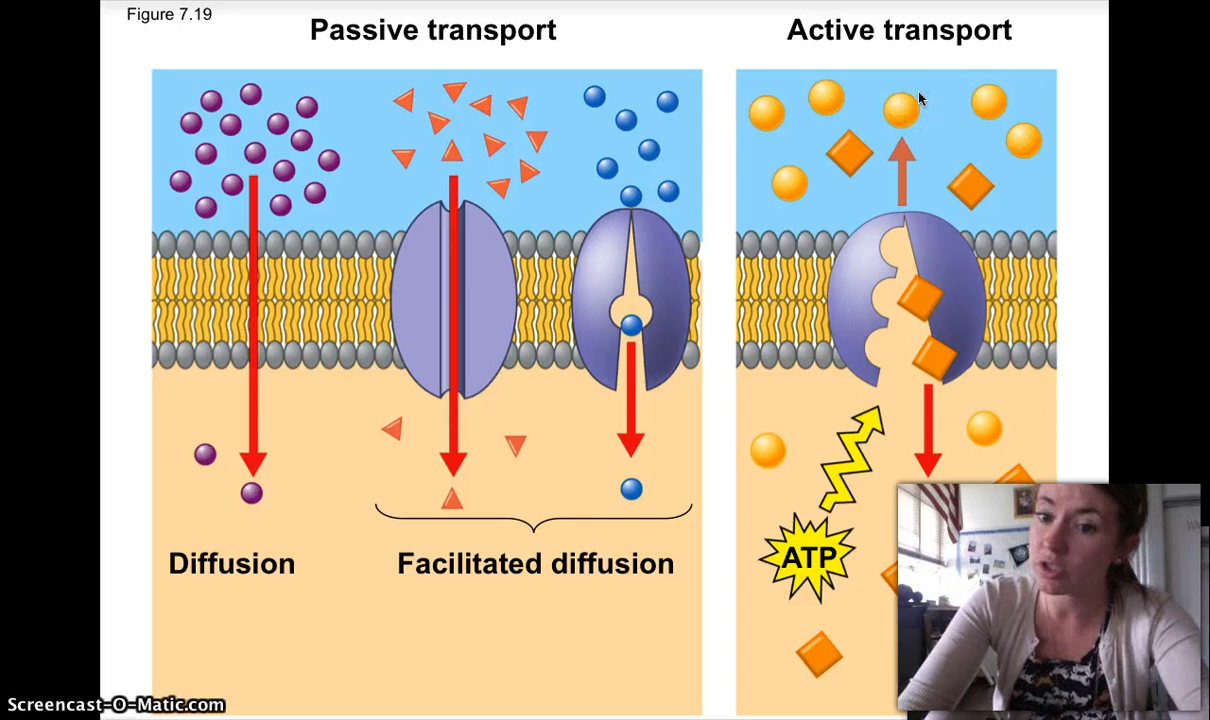 Figure 7.19
Passive transport
Active transport
ATP
Diffusion
Facilitated diffusion
Screencast-O-Matic.com